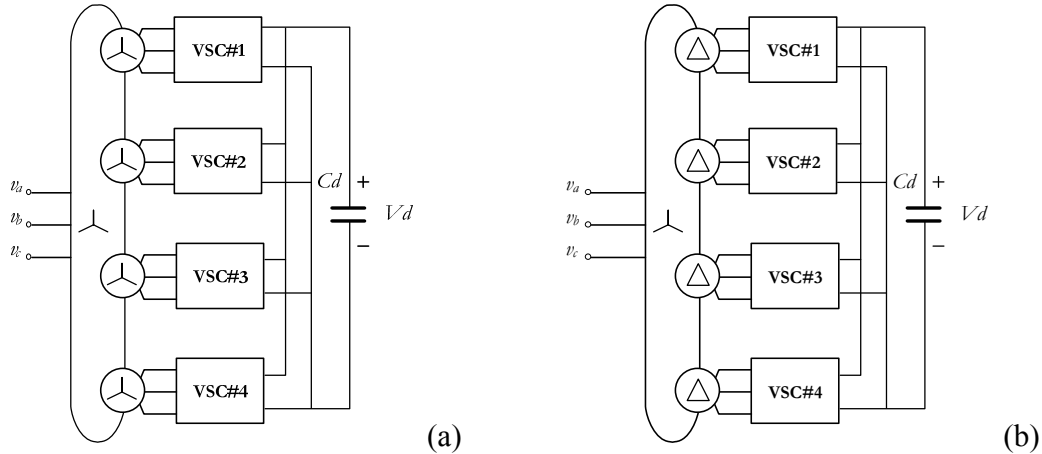 VSC#1
VSC#2
Cd +
va
vb
Vd
vc
−
VSC#3
VSC#4
(a)
VSC#1
VSC#2
Cd +
va
vb
Vd
vc
−
VSC#3
VSC#4
(b)